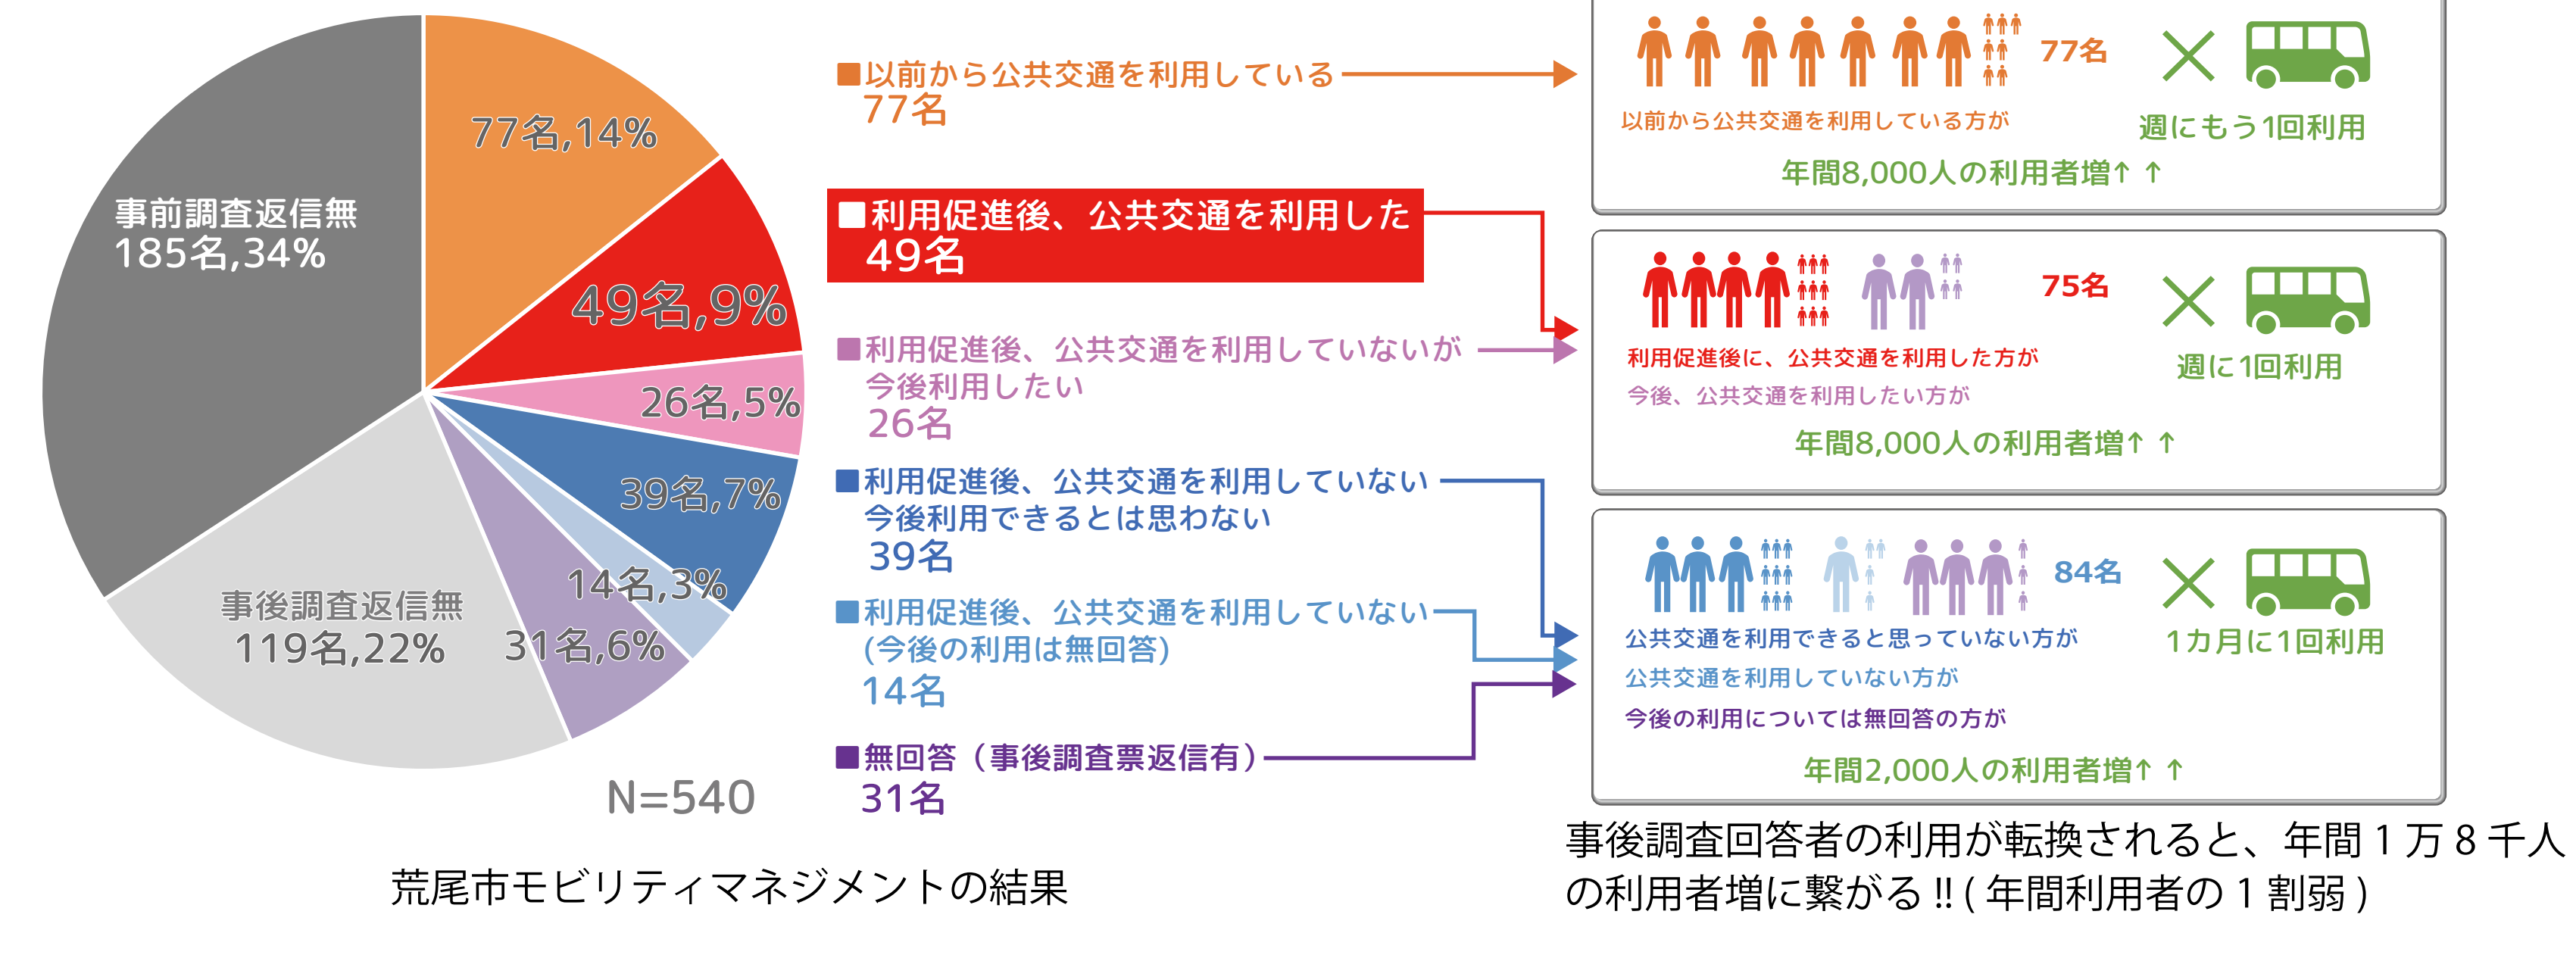 77名,14%
49名,9%
26名,5%
39名,7%
14名,3%
31名,6%
事後調査返信無
119名,22%
事前調査返信無
185名,34%
N=540
荒尾市モビリティマネジメントの結果
■以前から公共交通を利用している
77名
■利用促進後、公共交通を利用した
49名
■利用促進後、公共交通を利用していないが
今後利用したい
26名
■利用促進後、公共交通を利用していない
今後利用できるとは思わない
39名
■利用促進後、公共交通を利用していない
(今後の利用は無回答)
14名
■無回答（事後調査票返信有）
31名
77名
以前から公共交通を利用している方が
週にもう1回利用
年間8,000人の利用者増↑ ↑
75名
利用促進後に、公共交通を利用した方が
今後、公共交通を利用したい方が
週に1回利用
年間8,000人の利用者増↑ ↑
84名
公共交通を利用できると思っていない方が
公共交通を利用していない方が
今後の利用については無回答の方が
1カ月に1回利用
年間2,000人の利用者増↑ ↑
事後調査回答者の利用が転換されると、年間 1 万 8 千人
の利用者増に繋がる !! ( 年間利用者の 1 割弱 )